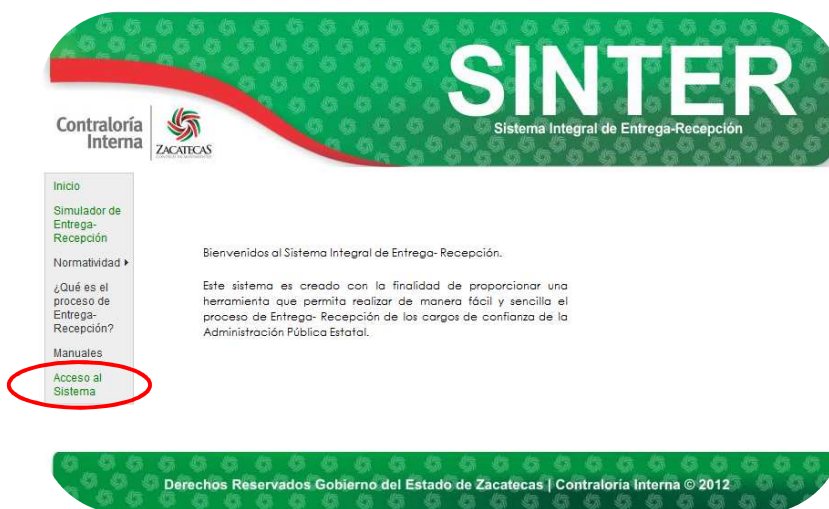 SINTER
Sistema Integral de Entrega-Recepción
Contraloría
Interna
ZACATECAS
Inicio
Simulador de
Entrega-
Recepción
Normatividad
¿Qué es el
proceso de
Entrega-
Recepción?
Manuales
Acceso al
Sistema
Bienvenidos al Sistema Integral de Entrega- Recepción.
Este sistema es creado con la finalidad de proporcionar una
herramienta que permita realizar de manera fácil y sencilla el
proceso de Entrega- Recepción de los cargos de confianza de la
Administración Pública Estatal.
Derechos Reservados Gobierno del Estado de Zacatecas | Contraloría Interna © 2012